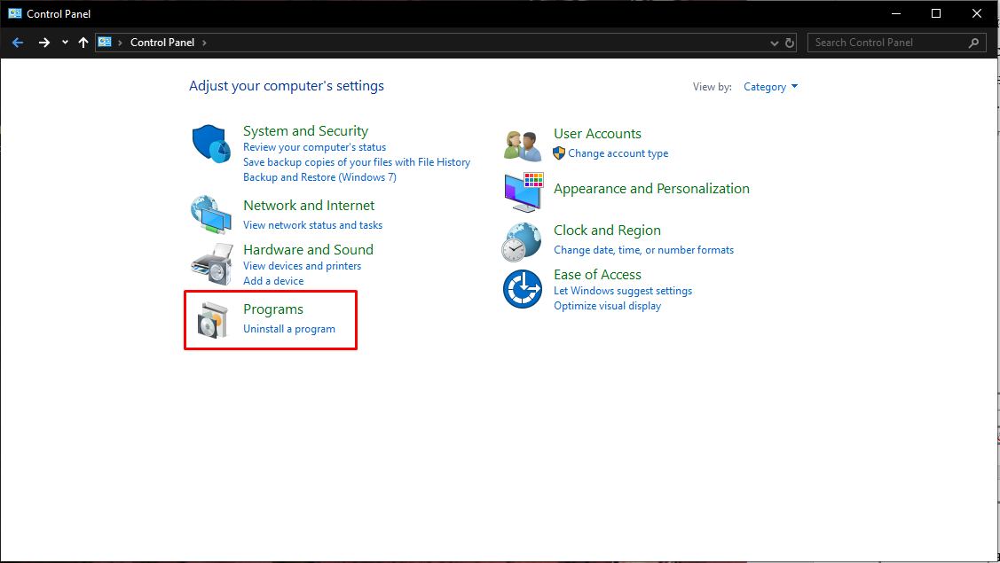 Control Panel
Control Panel
Search Control Panel
Adjust your computer's settings
View by: Category
System and Security
Review your computer's status
Save backup copies of your files with File History
Backup and Restore (Windows 7)
Network and Internet
View network status and tasks
Hardware and Sound
View devices and printers
Add a device
Programs
Uninstall a program
User Accounts
Change account type
Appearance and Personalization
Clock and Region
Change date, time, or number formats
Ease of Access
Let Windows suggest settings
Optimize visual display